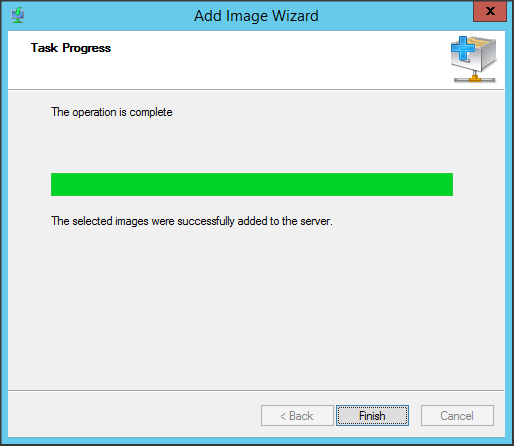 Add Image Wizard
x
Task Progress
The operation is complete
The selected images were successfully added to the server.
< Back
Finish
Cancel